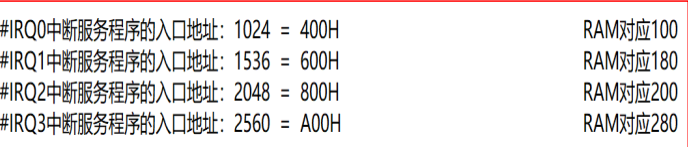 #IRQ0中断服务程序的入口地址：1024 = 400H RAM对应100
#IRQ1中断服务程序的入口地址：1536 = 600H RAM对应180
#IRQ2中断服务程序的入口地址：2048 = 800H RAM对应200
#IRQ3中断服务程序的入口地址：2560 = A00H RAM对应280